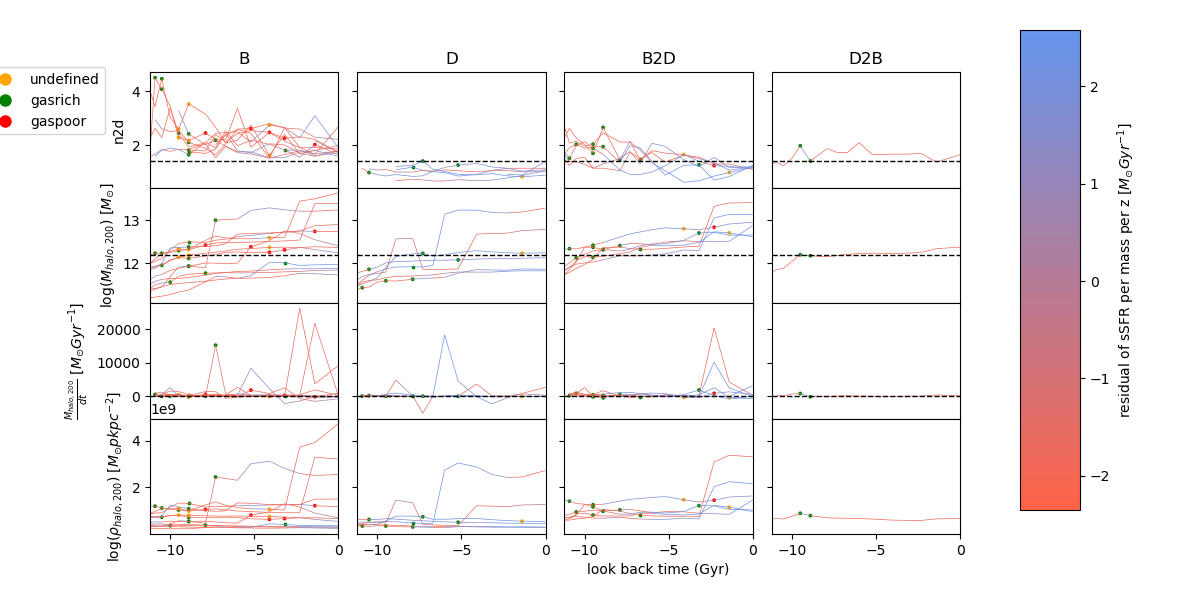 B D B2D D2B
undefined
gasrich
gaspoor
n2d
4
2
log(M_halo, 200) [M_⊙]
13
12
M_halo, 200 / dt [M_⊙Gyr^−1]
20000
10000
0
1e9
log(ρ_halo, 200) [M_⊙pkpc^−2]
4
2
−10 −5 0 −10 −5 0 −10 −5 0 −10 −5 0
look back time (Gyr)
2
1
0
−1
−2
residual of sSFR per mass per z [M_⊙Gyr^−1]